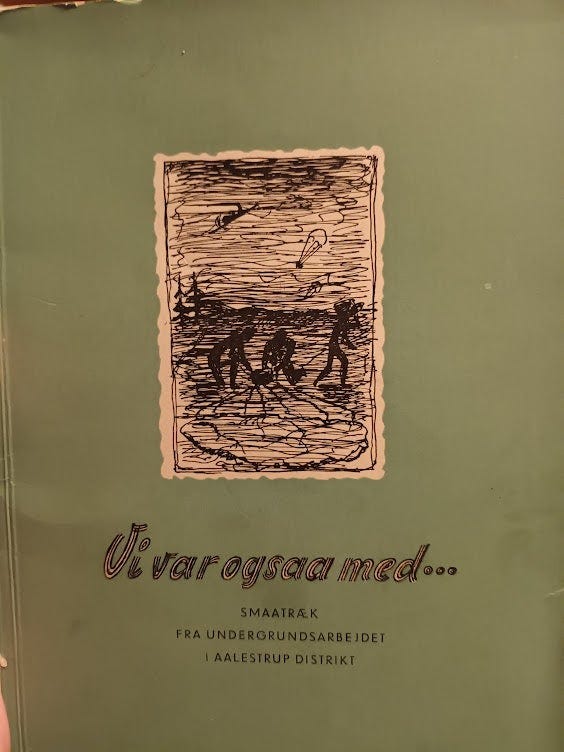 Vi var ogsaa med...
SMAATRÆK
FRA UNDERGRUNDSARBEJDET
I AALESTRUP DISTRIKT